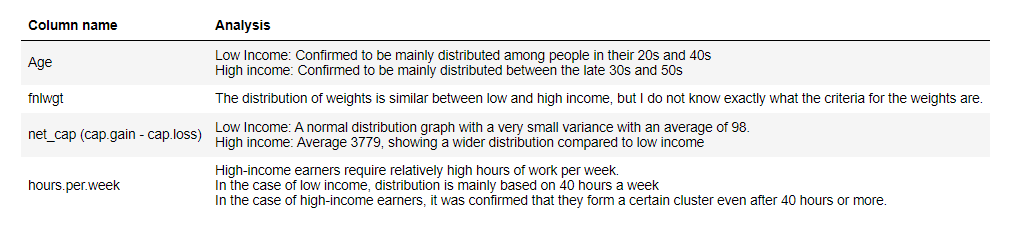 Column name Analysis
Age
Low Income: Confirmed to be mainly distributed among people in their 20s and 40s
High income: Confirmed to be mainly distributed between the late 30s and 50s
fnlwgt The distribution of weights is similar between low and high income, but I do not know exactly what the criteria for the weights are.
net_cap (cap.gain - cap.loss)
Low Income: A normal distribution graph with a very small variance with an average of 98.
High income: Average 3779, showing a wider distribution compared to low income
hours.per.week
High-income earners require relatively high hours of work per week.
In the case of low income, distribution is mainly based on 40 hours a week
In the case of high-income earners, it was confirmed that they form a certain cluster even after 40 hours or more.